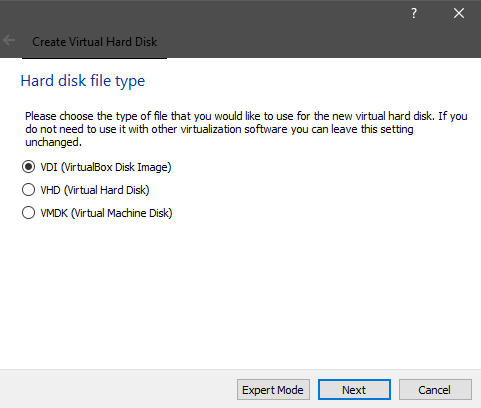 ?
Create Virtual Hard Disk
Hard disk file type
Please choose the type of file that you would like to use for the new virtual hard disk. If you
do not need to use it with other virtualization software you can leave this setting
unchanged.
VDI (VirtualBox Disk Image)
VHD (Virtual Hard Disk)
VMDK (Virtual Machine Disk)
Expert Mode Next Cancel